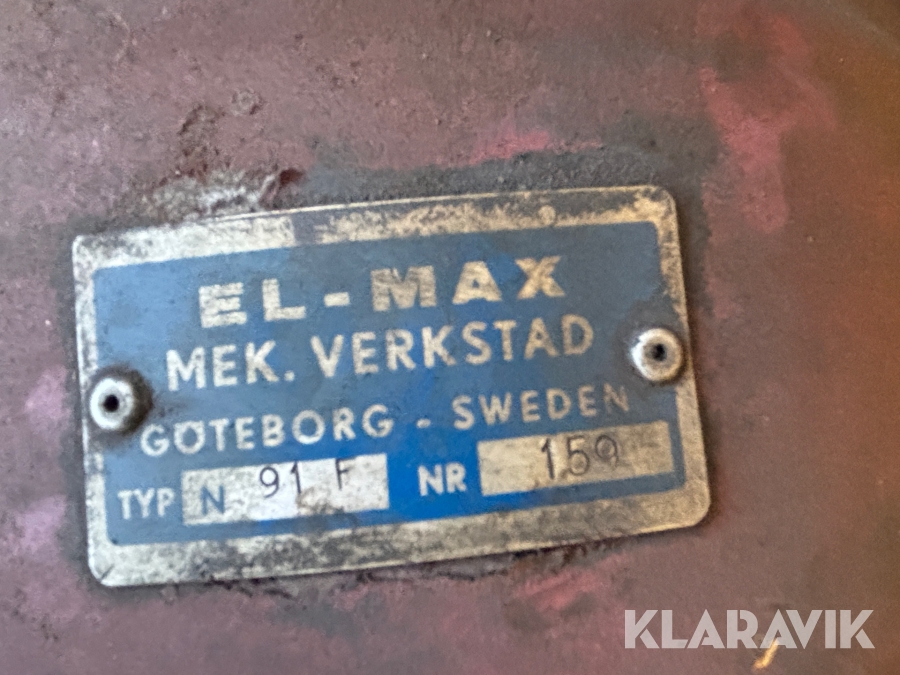 EL-MAX
MEK. VERKSTAD
GÖTEBORG - SWEDEN
TYP N 91 F NR 159
KLARAVIK